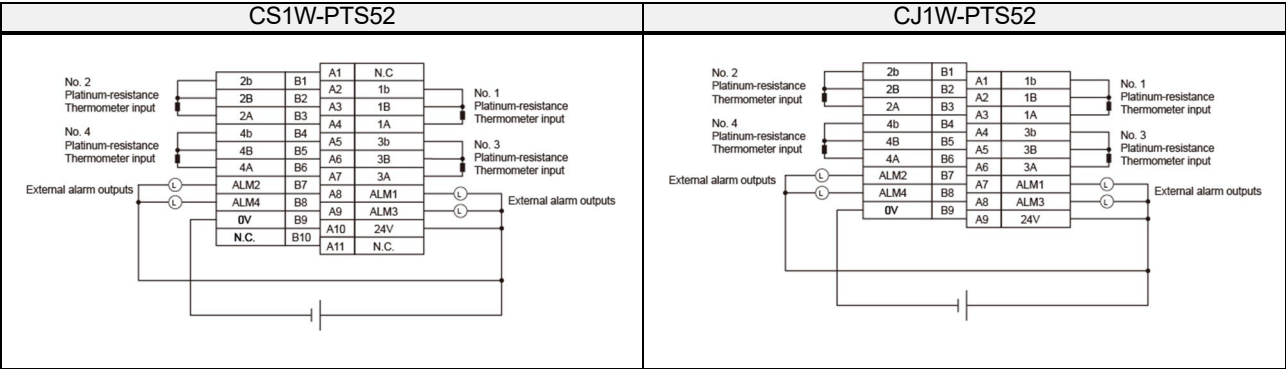 CS1W-PTS52
CJ1W-PTS52
No. 2
Platinum-resistance
Thermometer input
No. 4
Platinum-resistance
Thermometer input
External alarm outputs
2b B1
2B B2
2A B3
4b B4
4B B5
4A B6
ALM2 B7
ALM4 B8
0V B9
N.C. B10
A1 N.C
A2 1b
A3 1B
A4 1A
A5 3b
A6 3B
A7 3A
A8 ALM1
A9 ALM3
A10 24V
A11 N.C.
L
L
L
L
No. 1
Platinum-resistance
Thermometer input
No. 3
Platinum-resistance
Thermometer input
External alarm outputs
No. 2
Platinum-resistance
Thermometer input
No. 4
Platinum-resistance
Thermometer input
External alarm outputs
2b B1
2B B2
2A B3
4b B4
4B B5
4A B6
ALM2 B7
ALM4 B8
0V B9
A1 1b
A2 1B
A3 1A
A4 3b
A5 3B
A6 3A
A7 ALM1
A8 ALM3
A9 24V
L
L
L
L
No. 1
Platinum-resistance
Thermometer input
No. 3
Platinum-resistance
Thermometer input
External alarm outputs